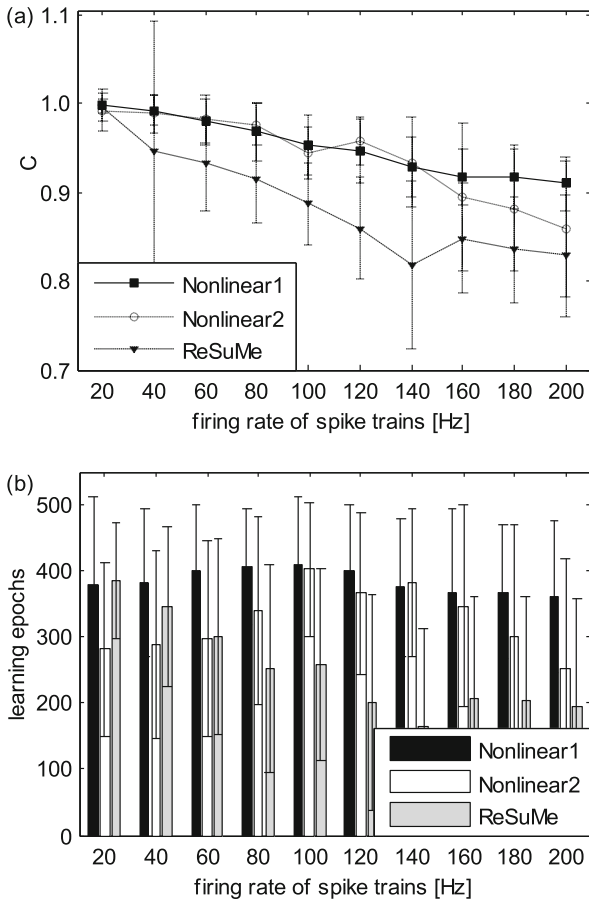 (a)
1.1
1.0
0.9
0.8
0.7
C
Nonlinear1
Nonlinear2
ReSuMe
20 40 60 80 100 120 140 160 180 200
firing rate of spike trains [Hz]
(b)
500
400
300
200
100
0
learning epochs
Nonlinear1
Nonlinear2
ReSuMe
20 40 60 80 100 120 140 160 180 200
firing rate of spike trains [Hz]